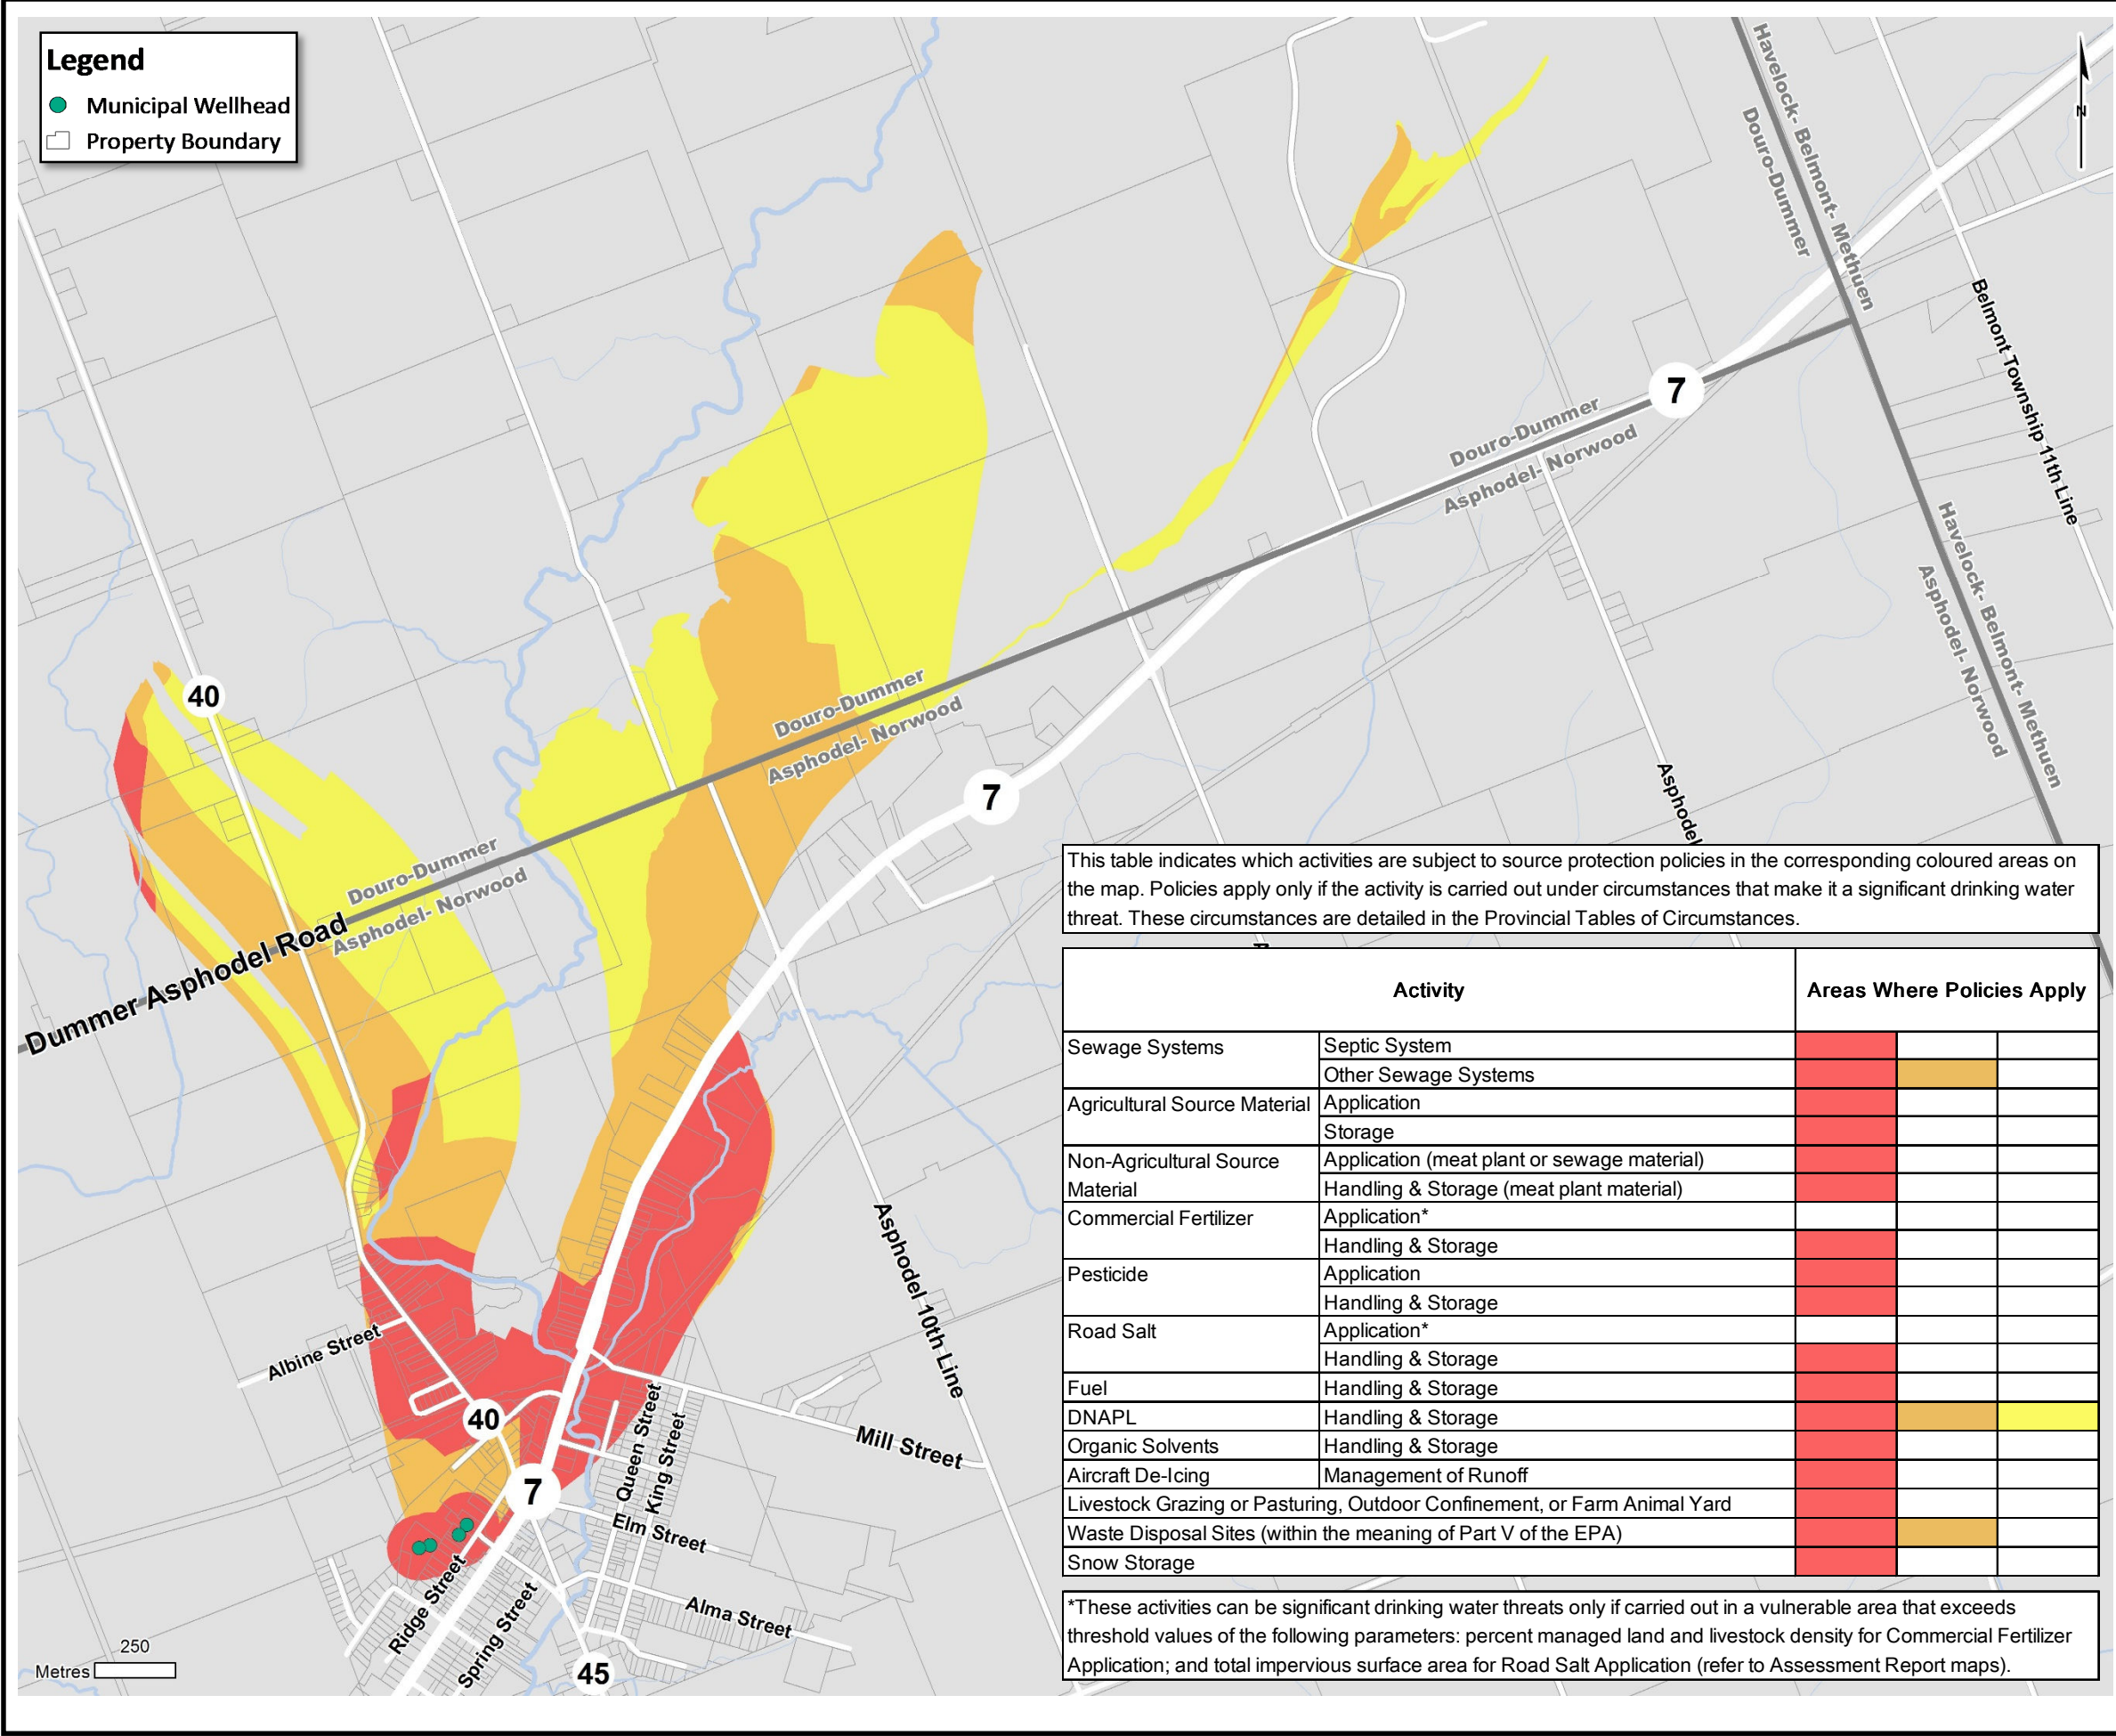 Legend
Municipal Wellhead
Property Boundary
N
Havelock- Belmont- Methuen
Douro-Dummer
Belmont Township 11th Line
7
Douro-Dummer
Asphodel- Norwood
Havelock- Belmont- Methuen
Asphodel- Norwood
40
Douro-Dummer
Asphodel- Norwood
7
Asphodel
Douro-Dummer
Asphodel- Norwood
Dummer Asphodel Road
Asphodel 10th Line
Albine Street
40
Mill Street
Queen Street
King Street
7
Elm Street
Ridge Street
Spring Street
Alma Street
45
250
Metres
This table indicates which activities are subject to source protection policies in the corresponding coloured areas on
the map. Policies apply only if the activity is carried out under circumstances that make it a significant drinking water
threat. These circumstances are detailed in the Provincial Tables of Circumstances.
Activity Areas Where Policies Apply
Sewage Systems Septic System
Other Sewage Systems
Agricultural Source Material Application
Storage
Non-Agricultural Source Application (meat plant or sewage material)
Material Handling & Storage (meat plant material)
Commercial Fertilizer Application*
Handling & Storage
Pesticide Application
Handling & Storage
Road Salt Application*
Handling & Storage
Fuel Handling & Storage
DNAPL Handling & Storage
Organic Solvents Handling & Storage
Aircraft De-Icing Management of Runoff
Livestock Grazing or Pasturing, Outdoor Confinement, or Farm Animal Yard
Waste Disposal Sites (within the meaning of Part V of the EPA)
Snow Storage
*These activities can be significant drinking water threats only if carried out in a vulnerable area that exceeds
threshold values of the following parameters: percent managed land and livestock density for Commercial Fertilizer
Application; and total impervious surface area for Road Salt Application (refer to Assessment Report maps).